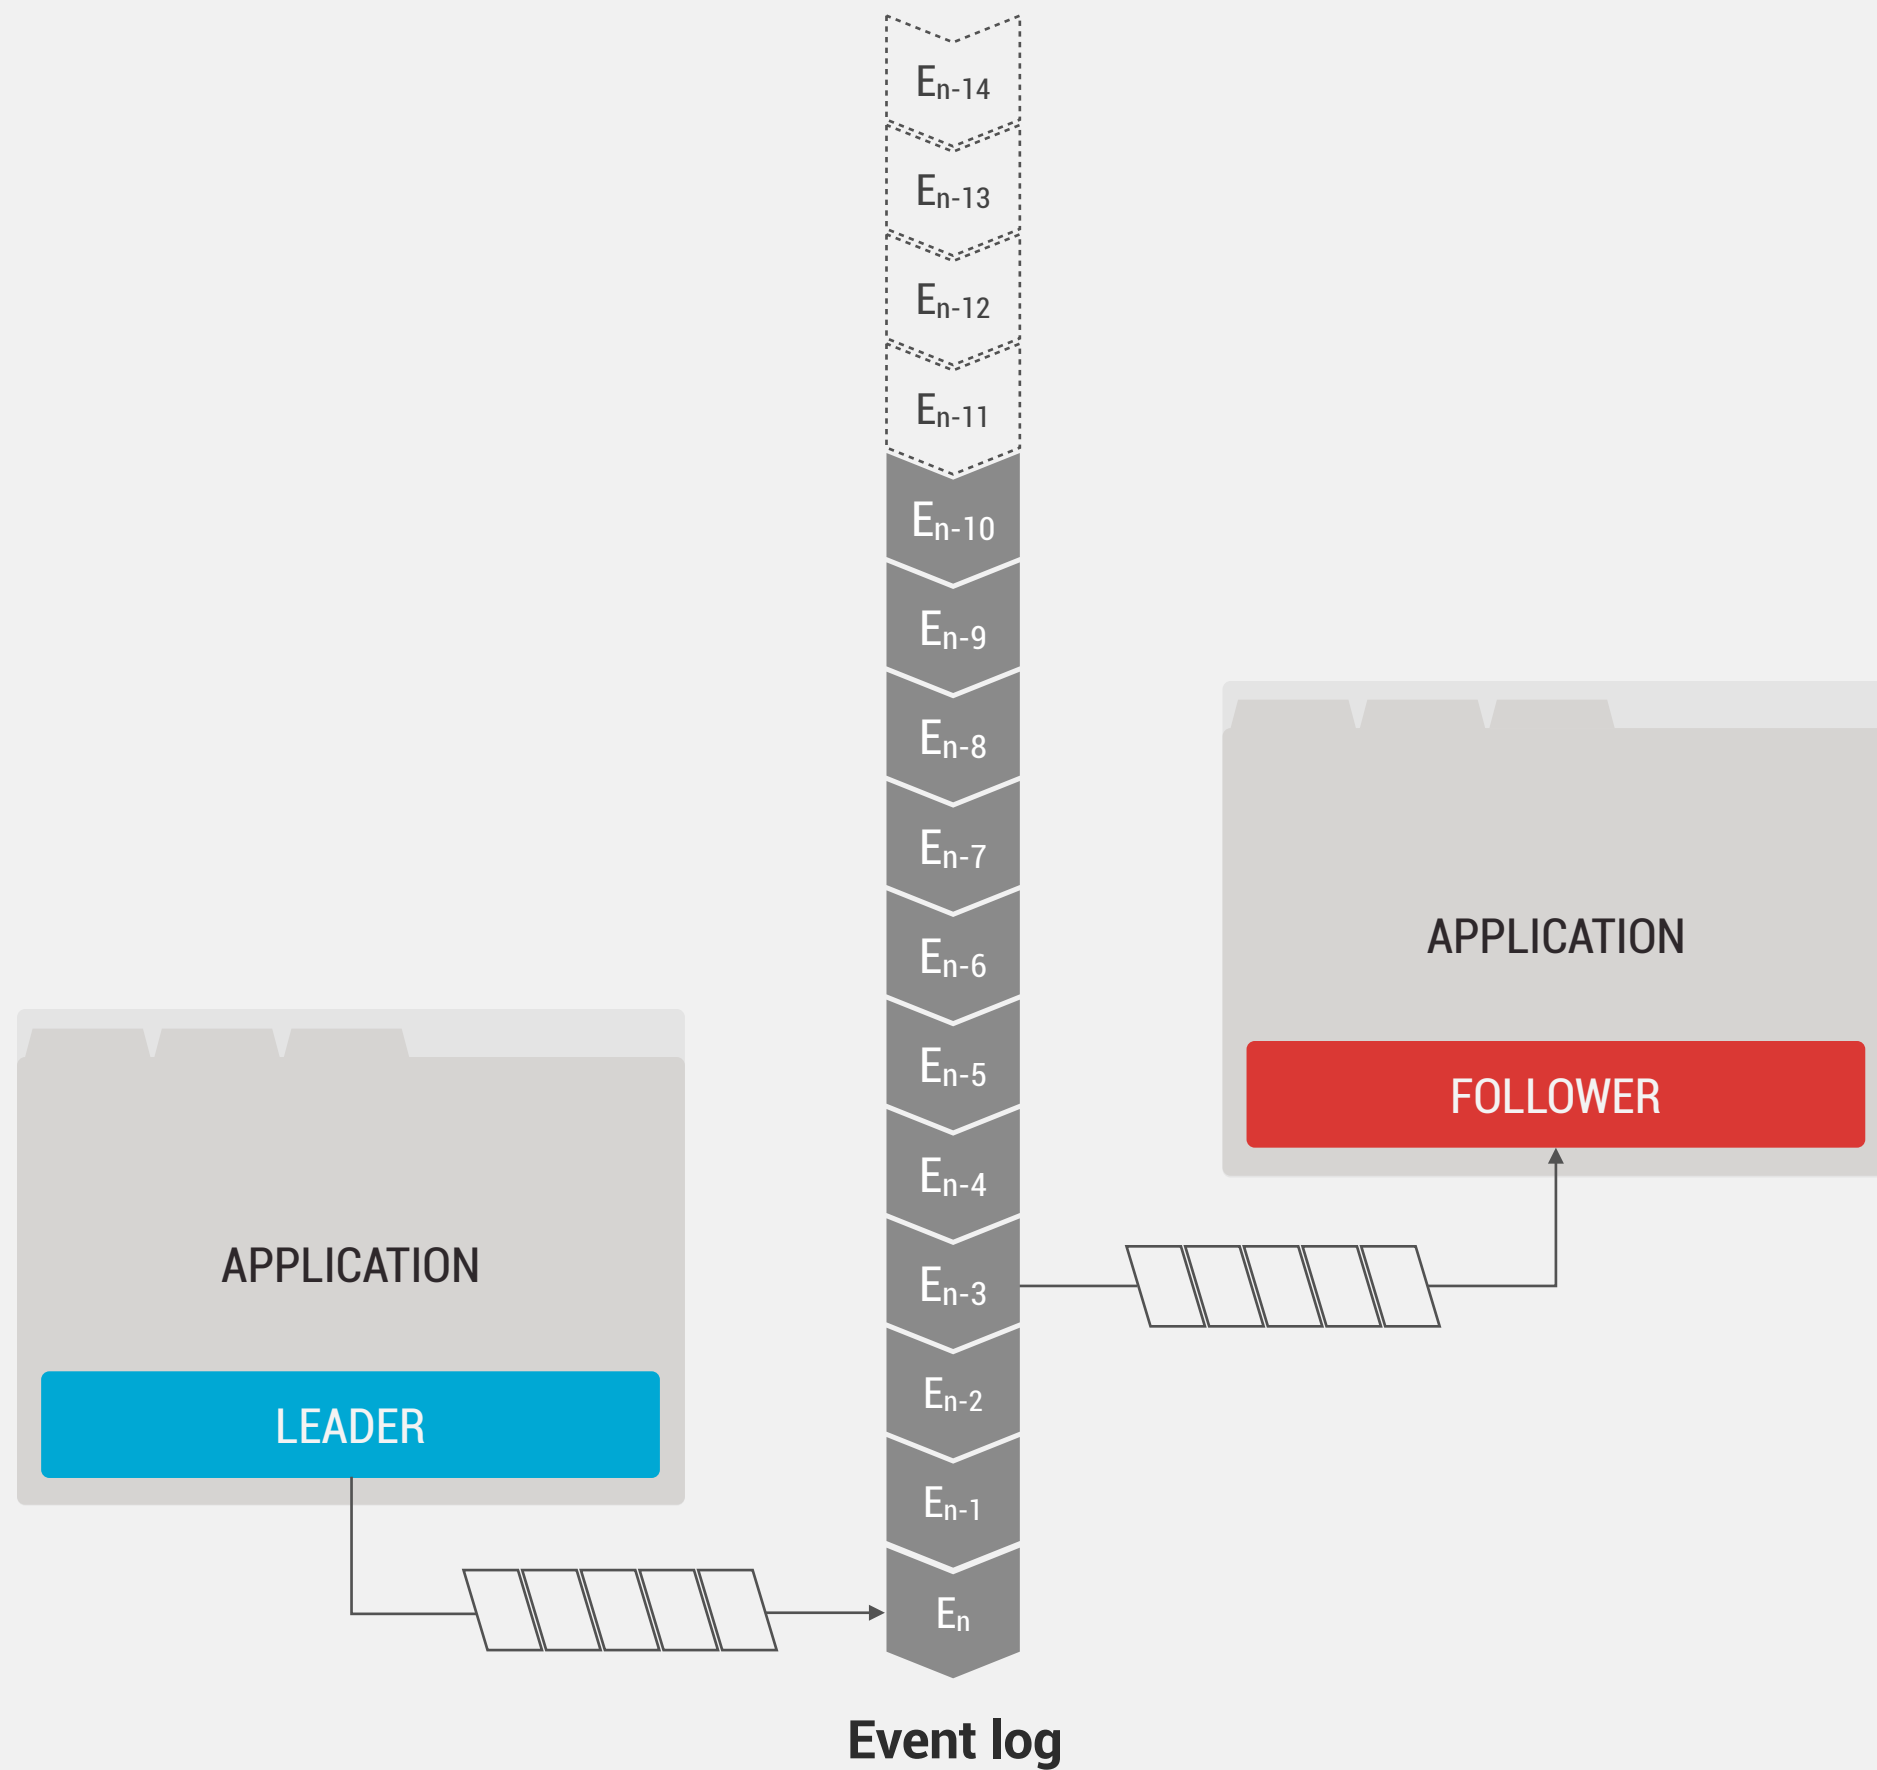 En-14
En-13
En-12
En-11
En-10
En-9
En-8
En-7
En-6
En-5
En-4
En-3
En-2
En-1
En
APPLICATION
FOLLOWER
APPLICATION
LEADER
Event log